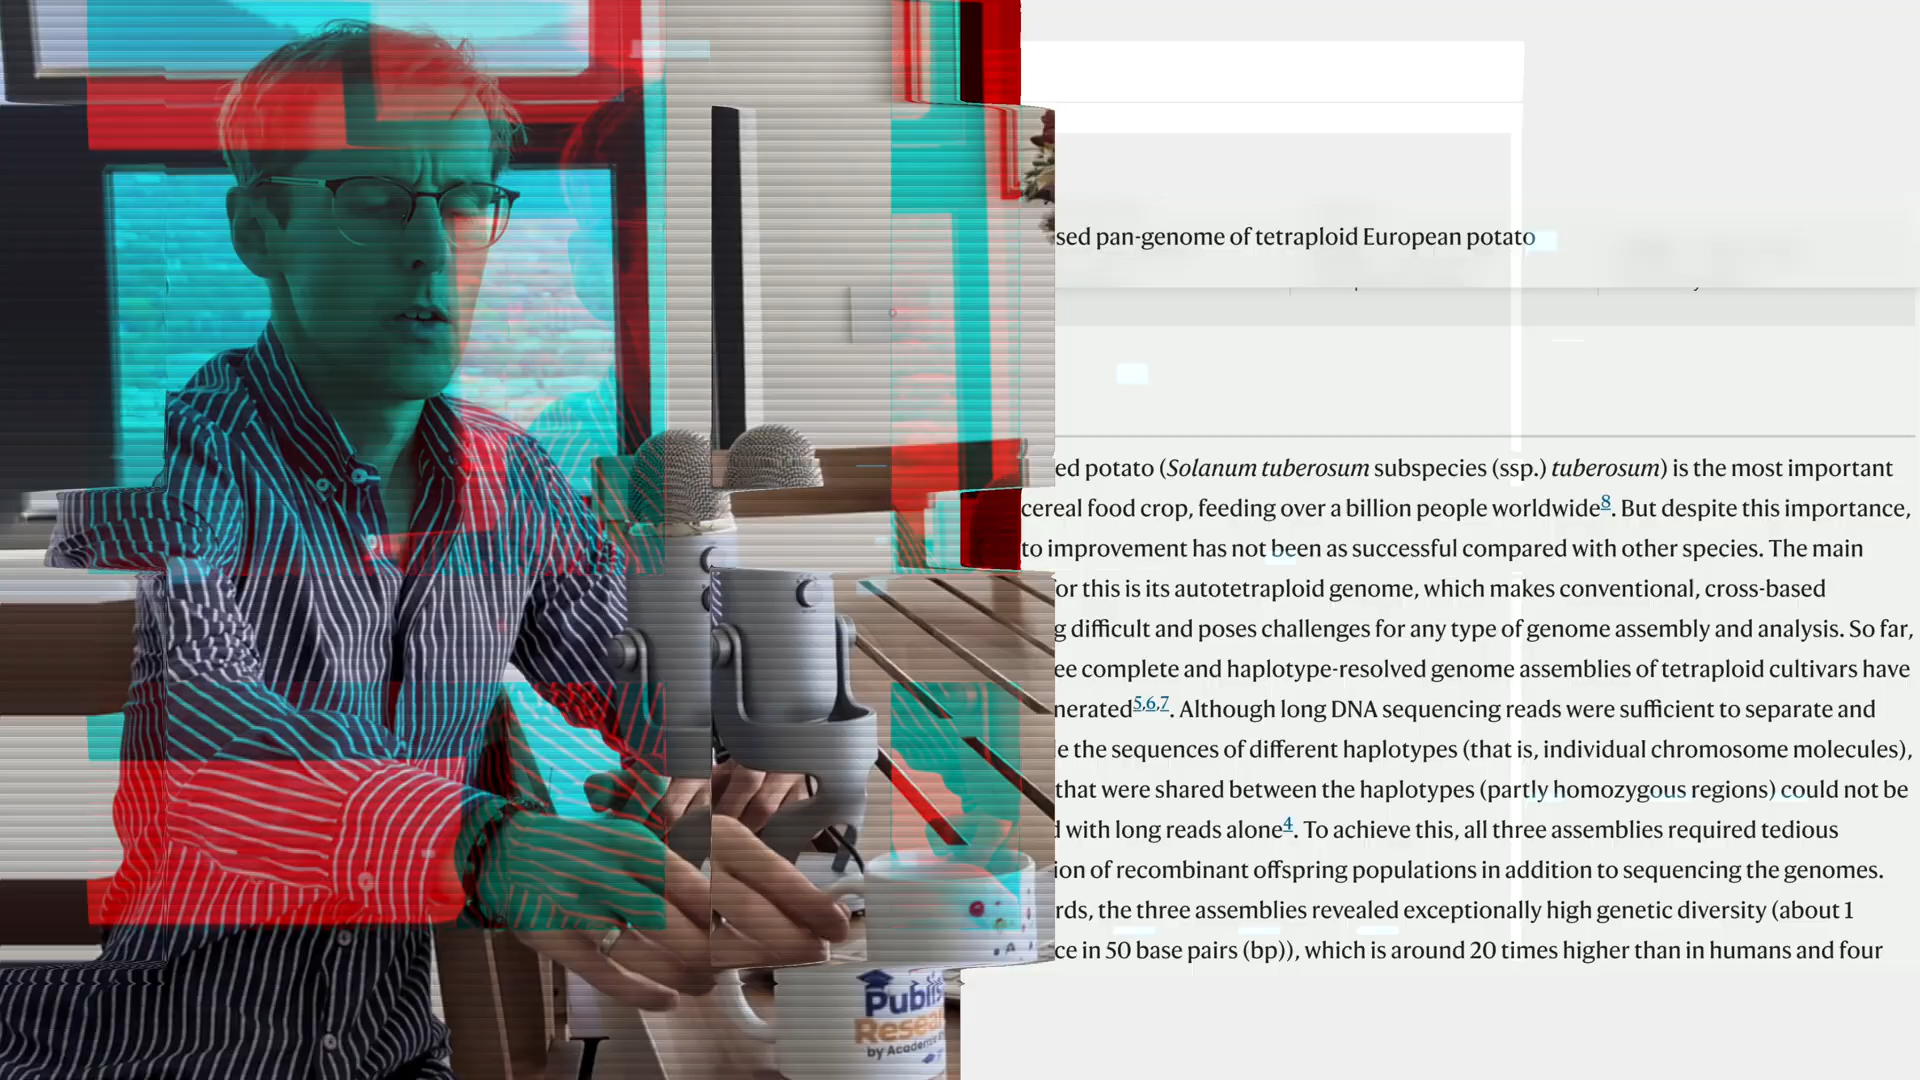 sed pan-genome of tetraploid European potato
ed potato (Solanum tuberosum subspecies (ssp.) tuberosum) is the most important
cereal food crop, feeding over a billion people worldwide8. But despite this importance,
to improvement has not been as successful compared with other species. The main
or this is its autotetraploid genome, which makes conventional, cross-based
g difficult and poses challenges for any type of genome assembly and analysis. So far,
ee complete and haplotype-resolved genome assemblies of tetraploid cultivars have
nerated5,6,7. Although long DNA sequencing reads were sufficient to separate and
e the sequences of different haplotypes (that is, individual chromosome molecules),
that were shared between the haplotypes (partly homozygous regions) could not be
d with long reads alone4. To achieve this, all three assemblies required tedious
ion of recombinant offspring populations in addition to sequencing the genomes.
rds, the three assemblies revealed exceptionally high genetic diversity (about 1
ce in 50 base pairs (bp)), which is around 20 times higher than in humans and four
Publis
Resea
by Academ